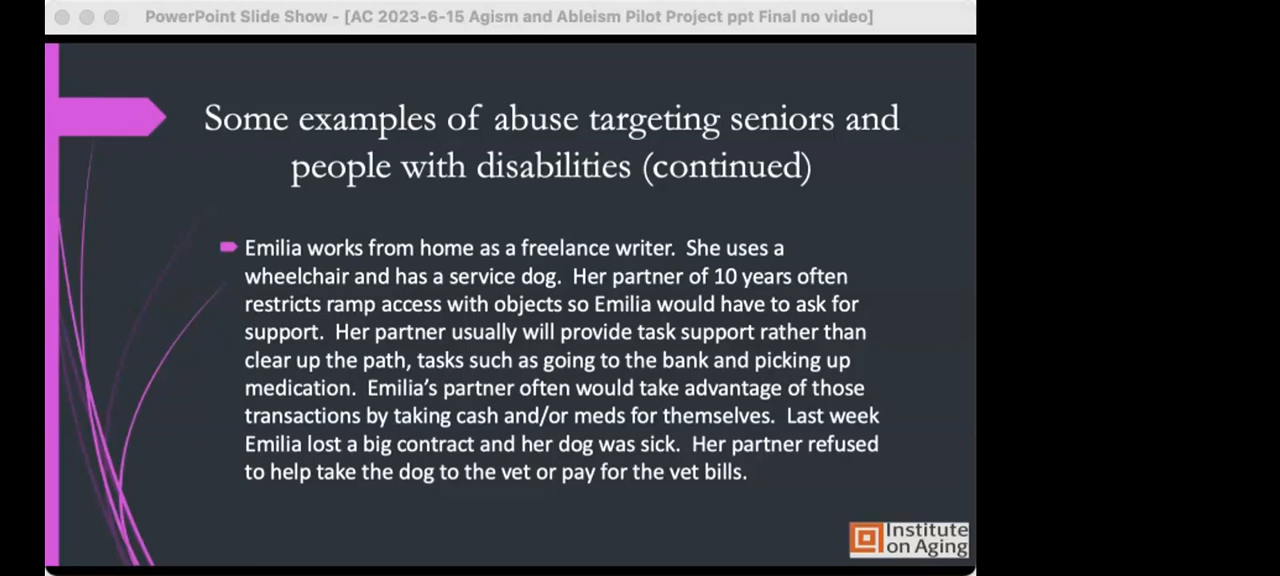 PowerPoint Slide Show - [AC 2023-6-15 Agism and Ableism Pilot Project ppt Final no video]
Some examples of abuse targeting seniors and
people with disabilities (continued)
Emilia works from home as a freelance writer.  She uses a
wheelchair and has a service dog.  Her partner of 10 years often
restricts ramp access with objects so Emilia would have to ask for
support.  Her partner usually will provide task support rather than
clear up the path, tasks such as going to the bank and picking up
medication.  Emilia’s partner often would take advantage of those
transactions by taking cash and/or meds for themselves.  Last week
Emilia lost a big contract and her dog was sick.  Her partner refused
to help take the dog to the vet or pay for the vet bills.
Institute
on Aging